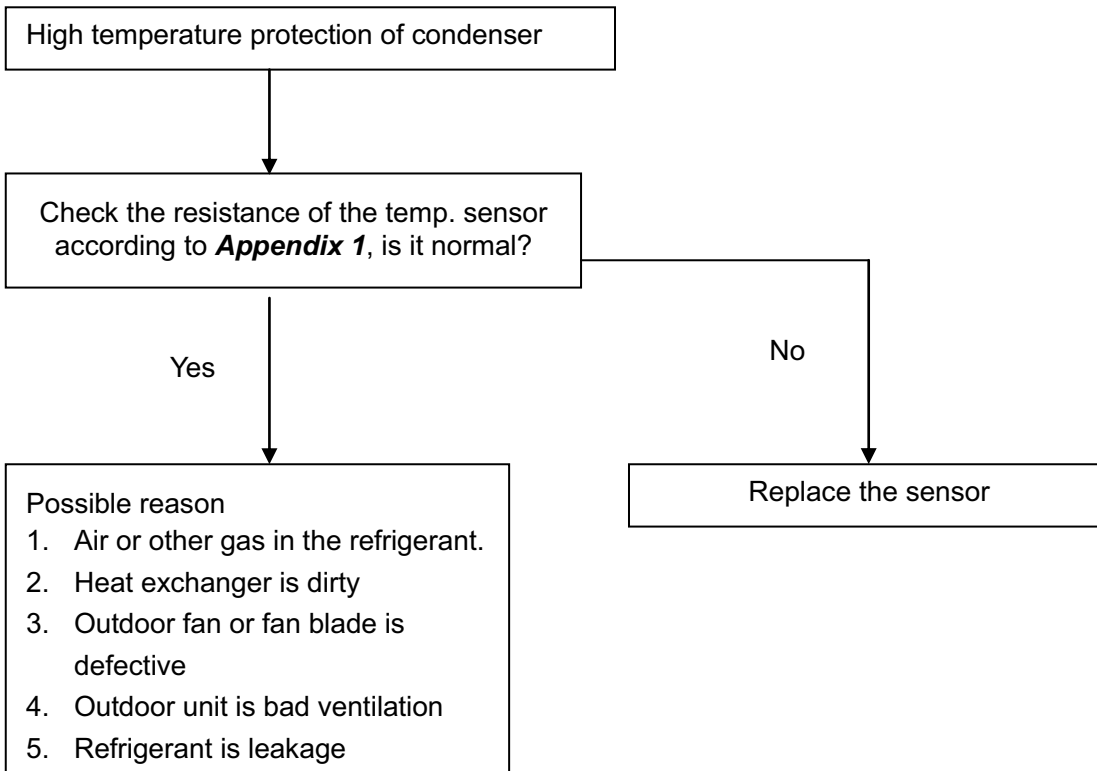 High temperature protection of condenser
Check the resistance of the temp. sensor
according to Appendix 1, is it normal?
Yes
No
Possible reason
1. Air or other gas in the refrigerant.
2. Heat exchanger is dirty
3. Outdoor fan or fan blade is
defective
4. Outdoor unit is bad ventilation
5. Refrigerant is leakage
Replace the sensor